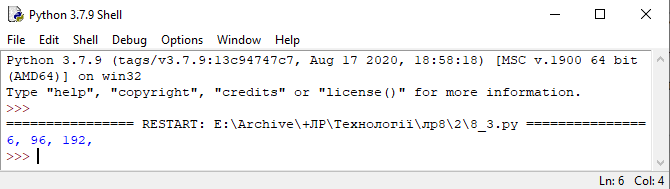 Python 3.7.9 Shell
File Edit Shell Debug Options Window Help
Python 3.7.9 (tags/v3.7.9:13c94747c7, Aug 17 2020, 18:58:18) [MSC v.1900 64 bit
(AMD64)] on win32
Type "help", "copyright", "credits" or "license()" for more information.
>>>
================ RESTART: E:\Archive\+ЛР\Технології\лр8\2\8_3.py ===============
6, 96, 192,
>>>
Ln: 6 Col: 4